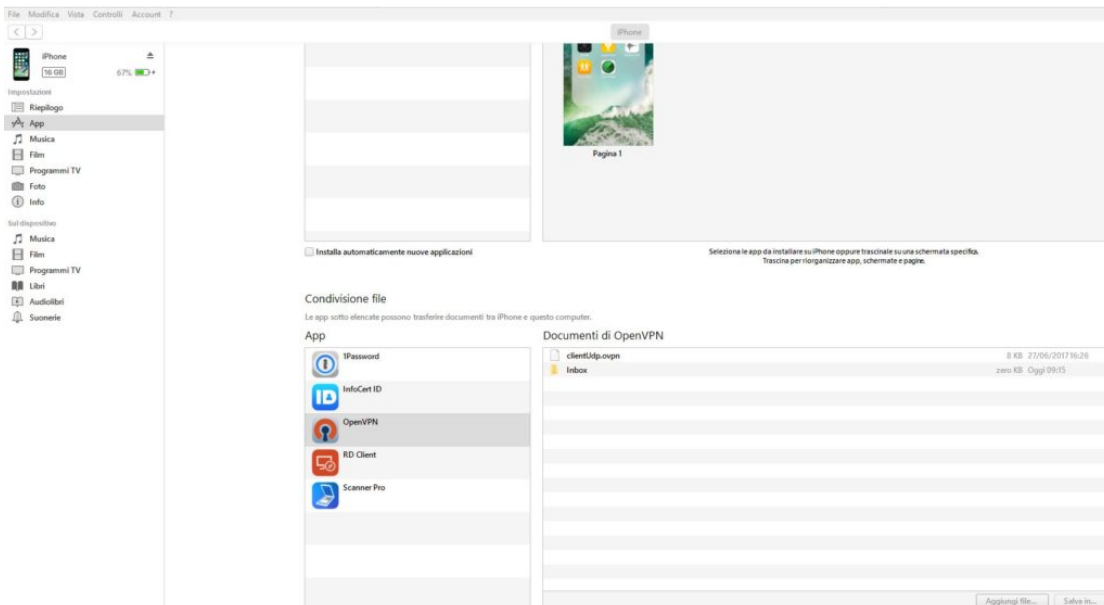 File Modifica Vista Controlli Account ?
iPhone
iPhone
16 GB 67%
Impostazioni
Riepilogo
App
Musica
Film
Programmi TV
Foto
Info
Sul dispositivo
Musica
Film
Programmi TV
Libri
Audiolibri
Suonerie
Pagina 1
Installa automaticamente nuove applicazioni
Seleziona le app da installare su iPhone oppure trascinale su una schermata specifica.
Trascina per riorganizzare app, schermate e pagine.
Condivisione file
Le app sotto elencate possono trasferire documenti tra iPhone e questo computer.
App
1Password
InfoCert ID
OpenVPN
RD Client
Scanner Pro
Documenti di OpenVPN
clientUdp.ovpn 8 KB 27/06/2017 16:26
Inbox zero KB Oggi 09:15
Aggiungi file... Salva in...